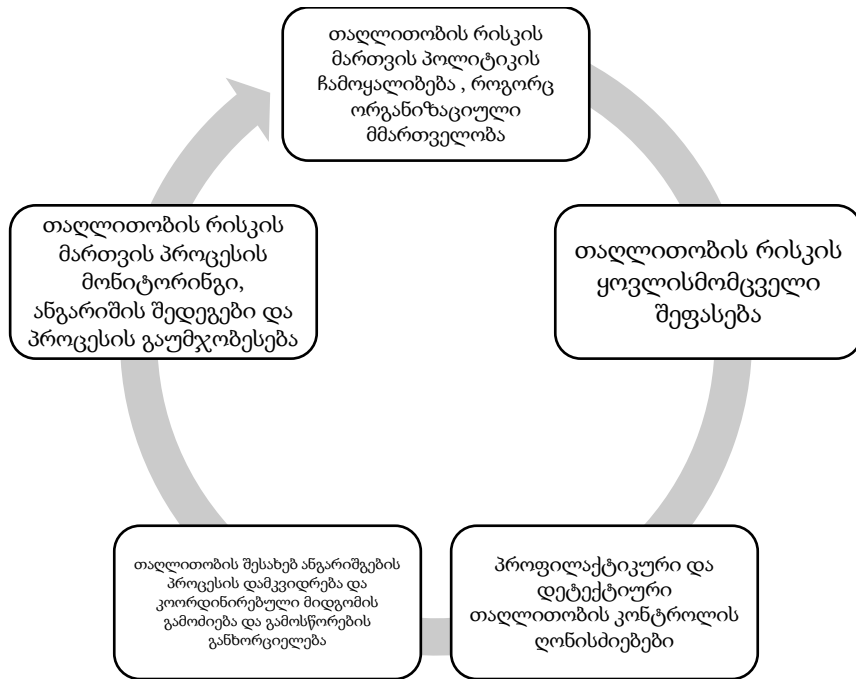 თაღლითობის რისკის
მართვის პოლიტიკის
ჩამოყალიბება , როგორც
ორგანიზაციული
მმართველობა
თაღლითობის რისკის
ყოვლისმომცველი
შეფასება
პროფილაქტიკური და
დეტექტიური
თაღლითობის კონტროლის
ღონისძიებები
თაღლითობის შესახებ ანგარიშგების
პროცესის დამკვიდრება და
კოორდინირებული მიდგომის
გამოძიება და გამოსწორების
განხორციელება
თაღლითობის რისკის
მართვის პროცესის
მონიტორინგი,
ანგარიშის შედეგები და
პროცესის გაუმჯობესება